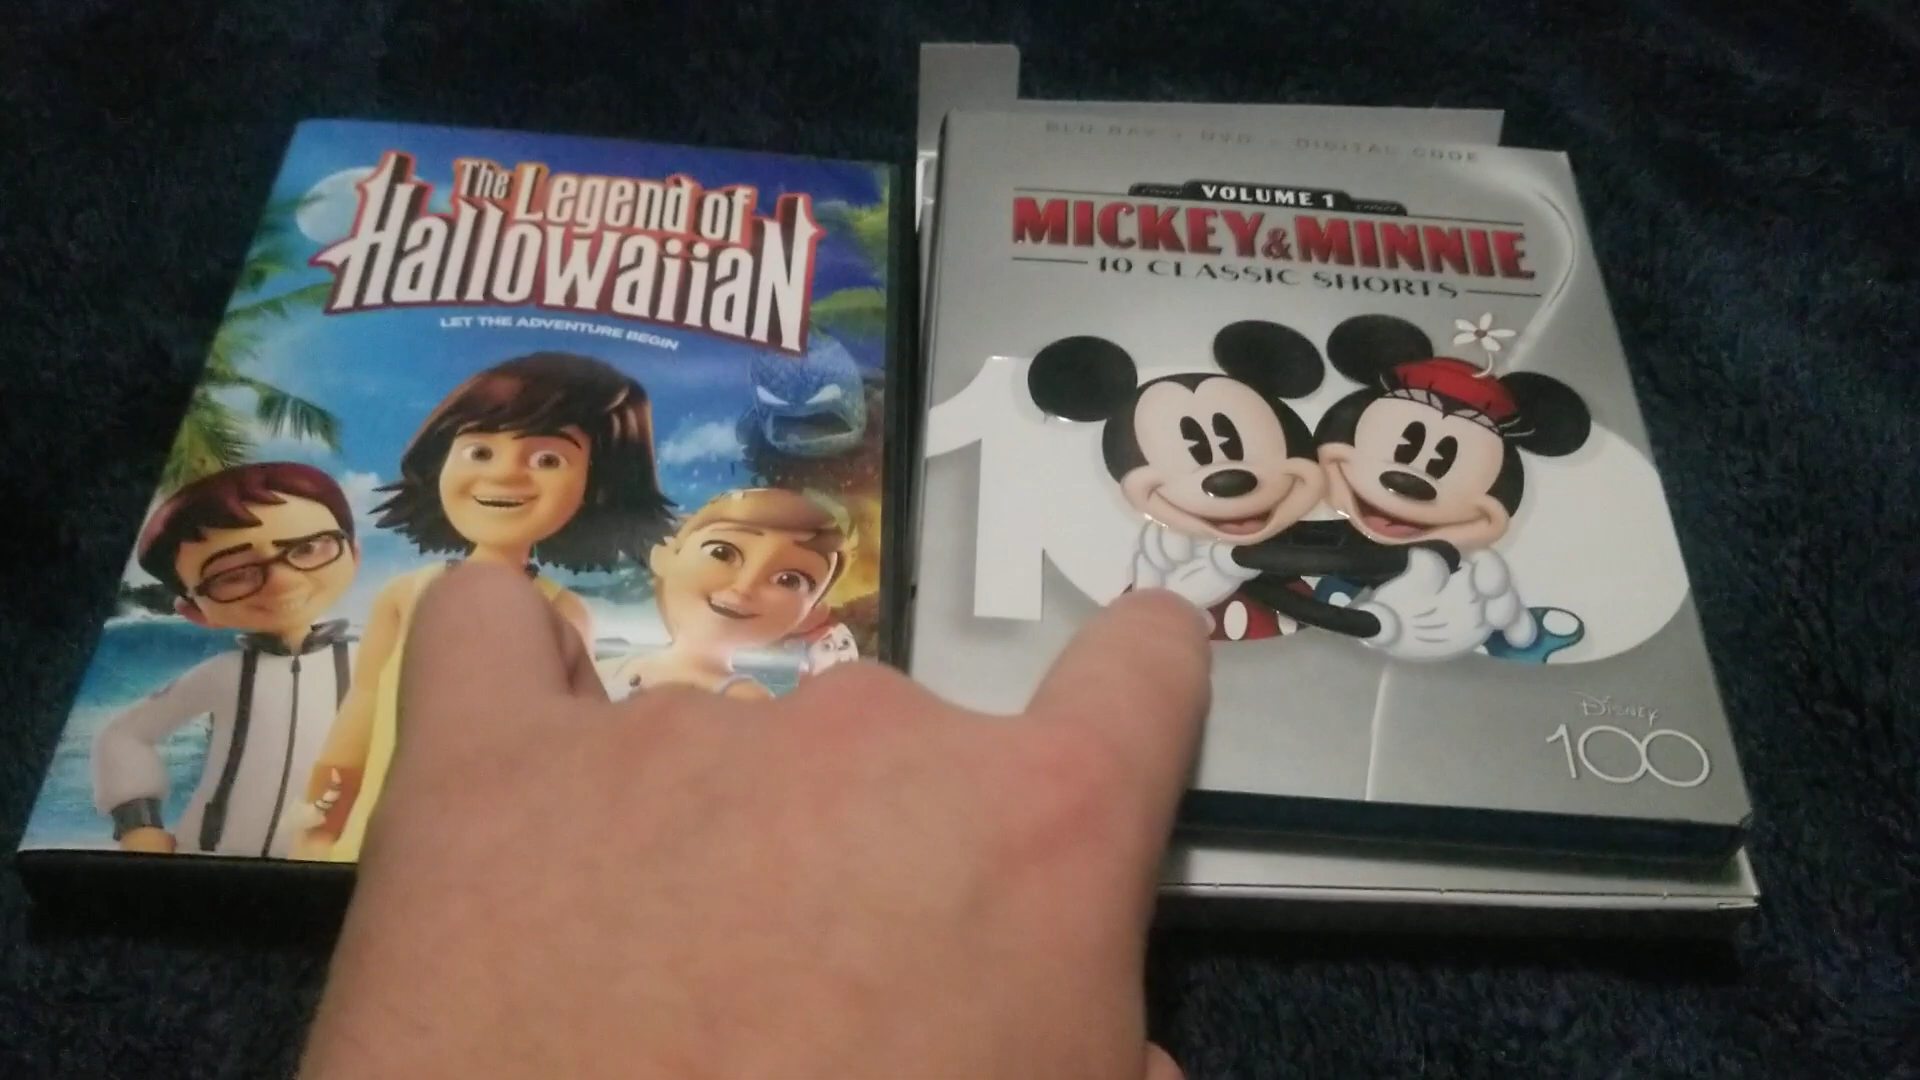 The Legend of
HallowaiiaN
LET THE ADVENTURE BEGIN
BLU-RAY + DVD + DIGITAL CODE
VOLUME 1
MICKEY & MINNIE
10 CLASSIC SHORTS
100
DISNEY
100